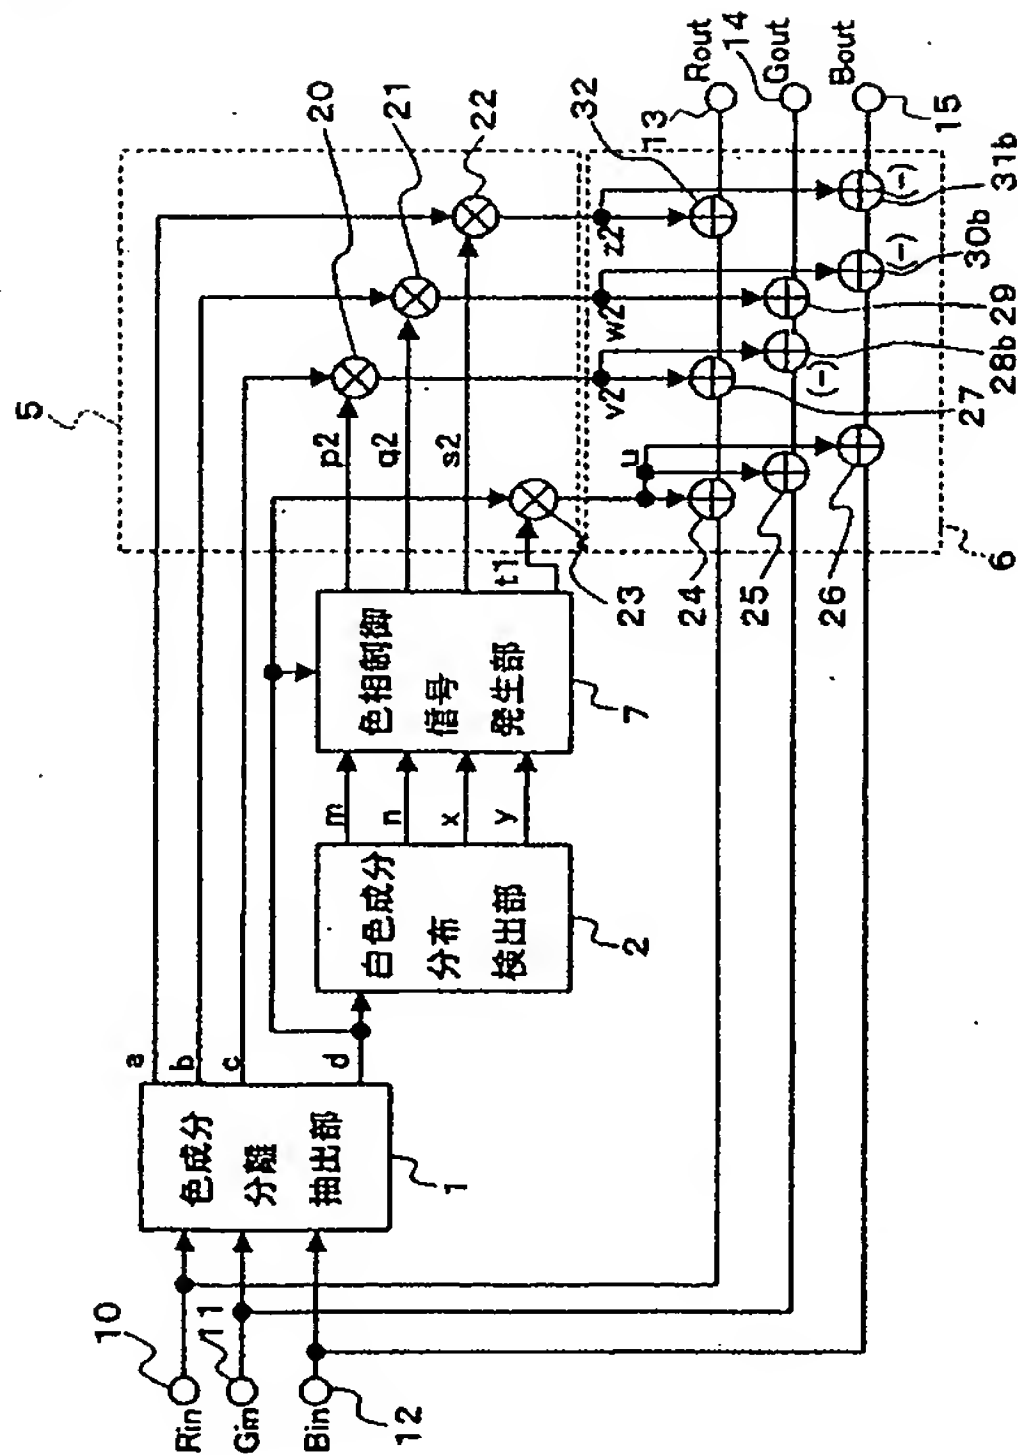 5
20
21
22
a
b
c
d
p2
q2
s2
t1
m
n
x
y
10
11
12
Rin
Gin
Bin
色成分
分離
抽出部
1
白色成分
分布
検出部
2
色相制御
信号
発生部
7
23
u
v2
w2
z2
24
25
26
27
28b
29
30b
31b
32
(-)
(-)
(-)
13
14
15
Rout
Gout
Bout
6